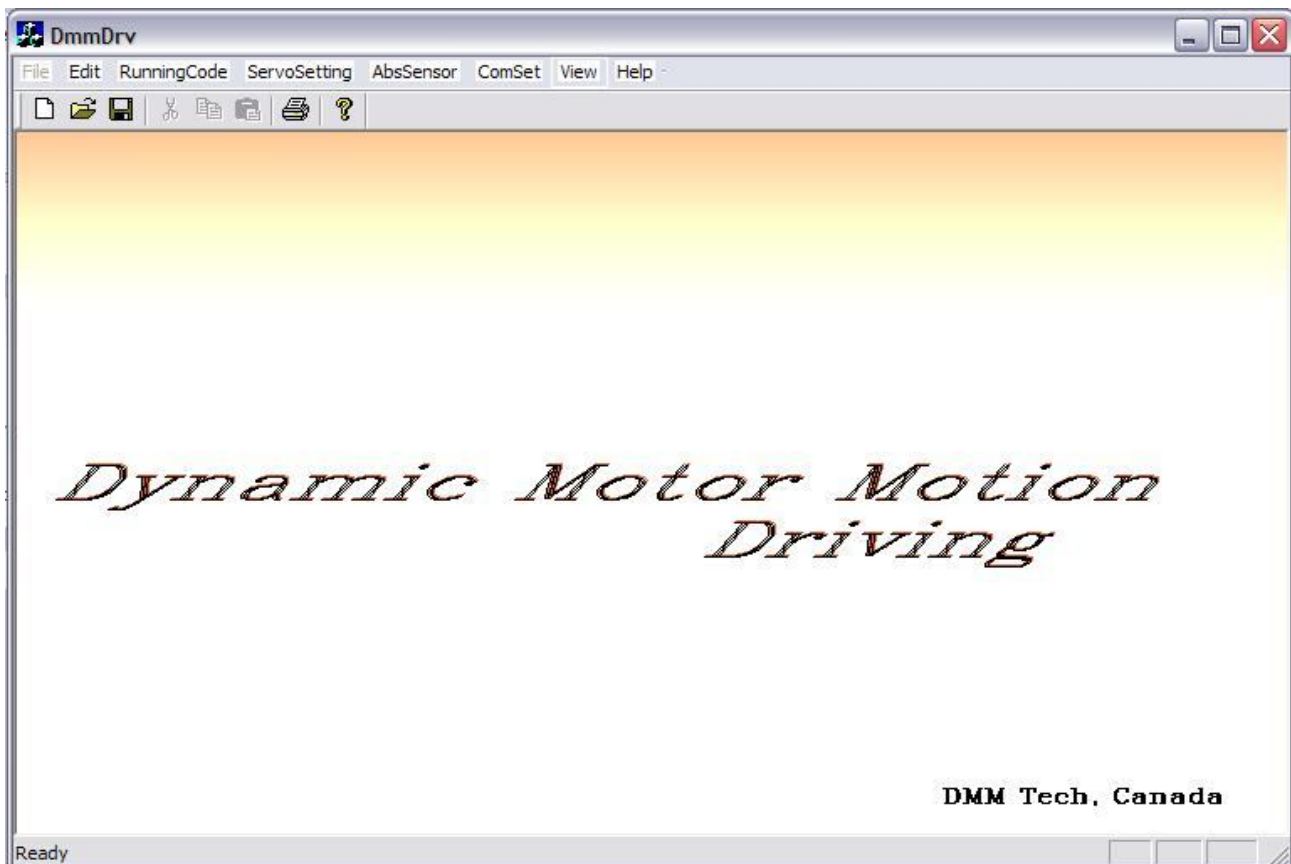 DmmDrv
File Edit RunningCode ServoSetting AbsSensor ComSet View Help
?
Dynamic Motor Motion
Driving
DMM Tech, Canada
Ready